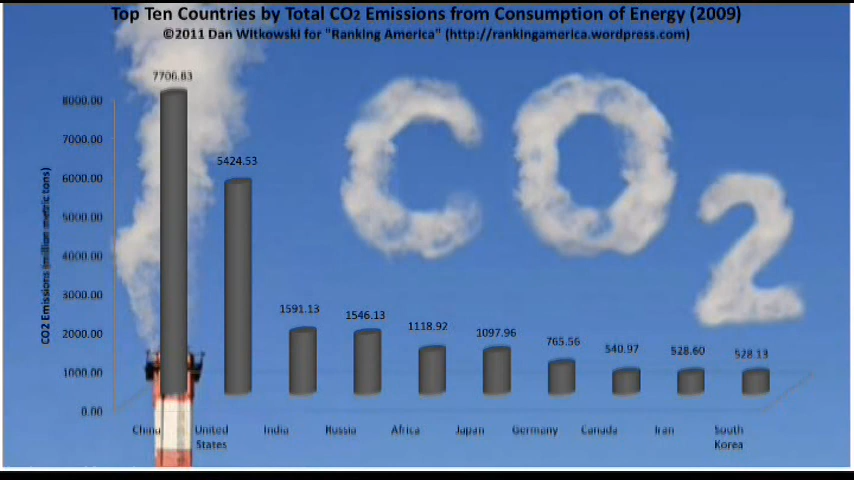 Top Ten Countries by Total CO2 Emissions from Consumption of Energy (2009)
©2011 Dan Witkowski for "Ranking America" (http://rankingamerica.wordpress.com)
CO2
CO2 Emissions (million metric tons)
8000.00
7000.00
6000.00
5000.00
4000.00
3000.00
2000.00
1000.00
0.00
7706.83
5424.53
1591.13
1546.13
1118.92
1097.96
765.56
540.97
528.60
528.13
China
United States
India
Russia
Africa
Japan
Germany
Canada
Iran
South Korea